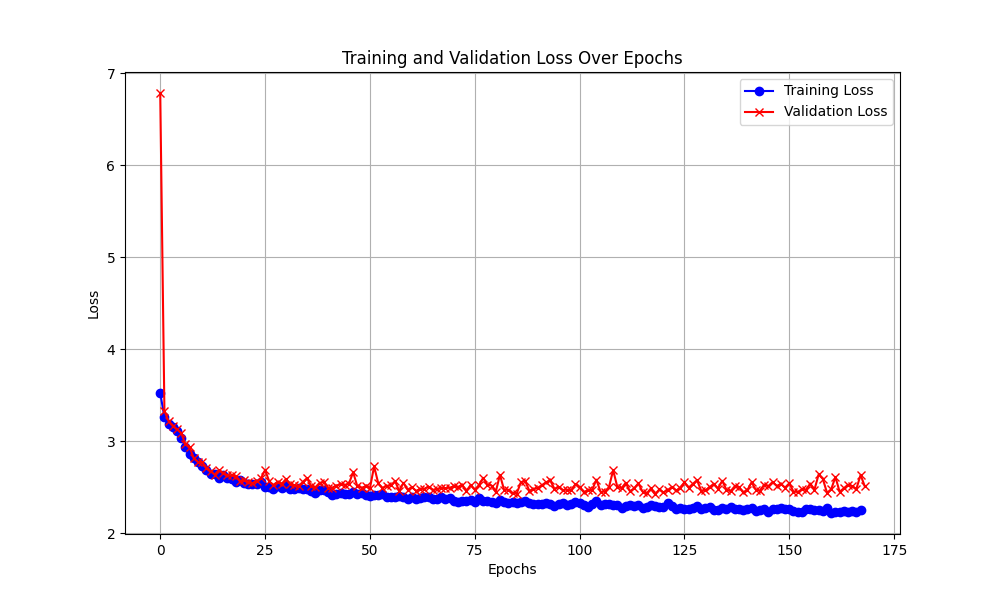 Training and Validation Loss Over Epochs
7
Training Loss
Validation Loss
6
5
Loss
4
3
2
0 25 50 75 100 125 150 175
Epochs